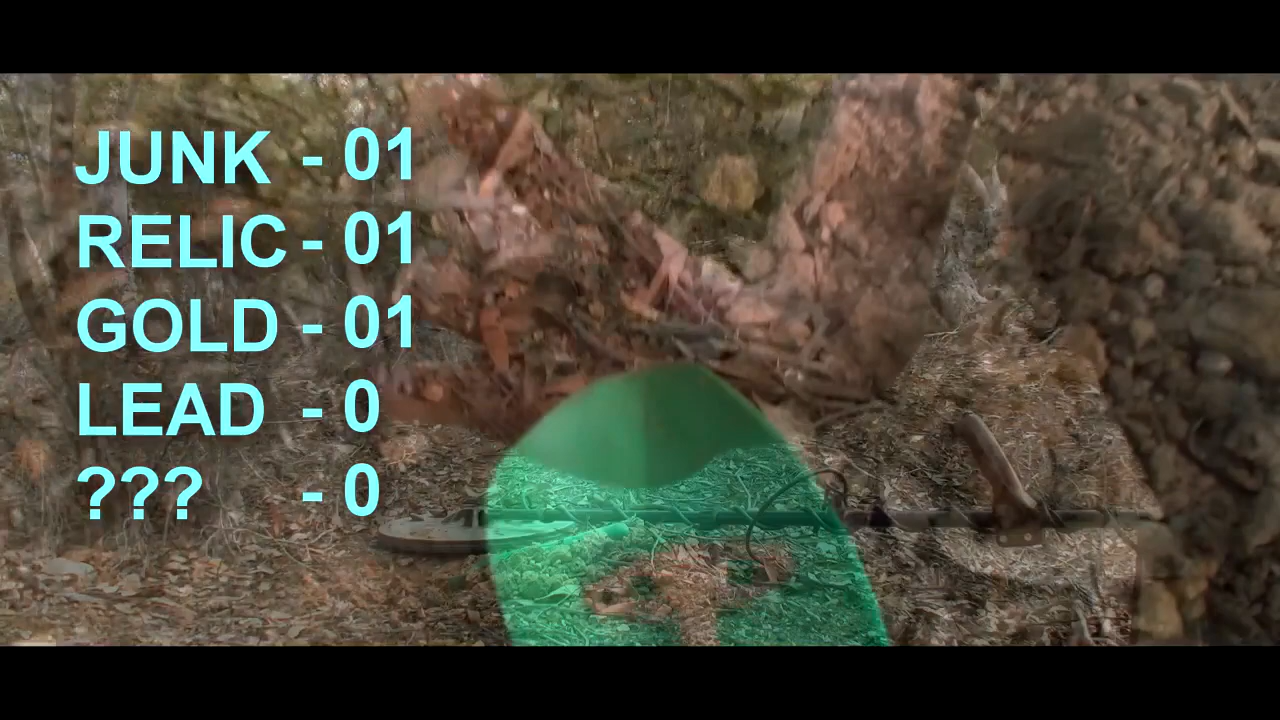 JUNK - 01
RELIC - 01
GOLD - 01
LEAD - 0
??? - 0